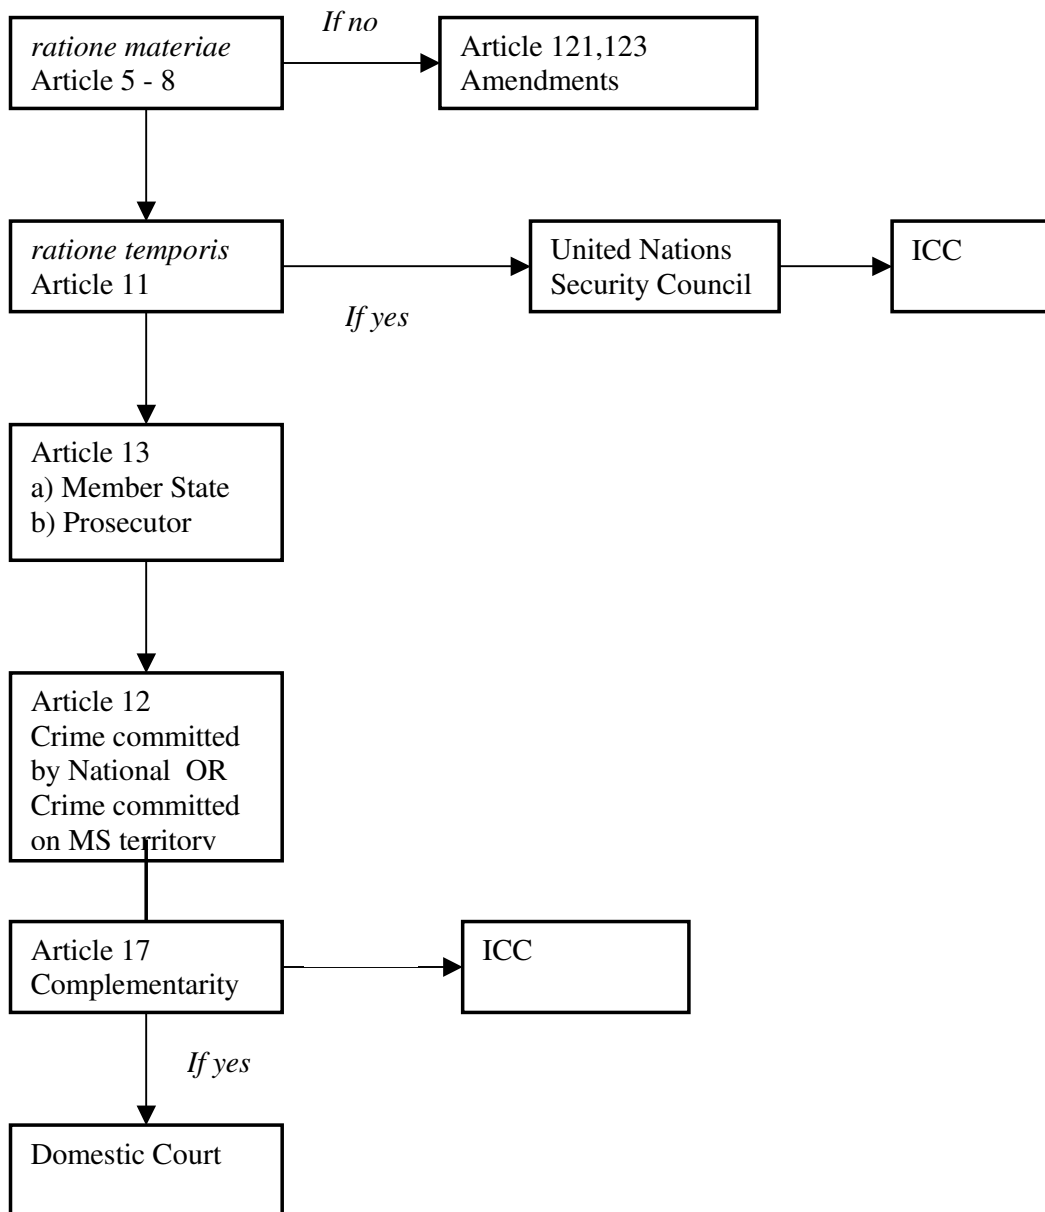 If no
ratione materiae
Article 5 - 8
Article 121,123
Amendments
ratione temporis
Article 11
If yes
United Nations
Security Council
ICC
Article 13
a) Member State
b) Prosecutor
Article 12
Crime committed
by National OR
Crime committed
on MS territory
Article 17
Complementarity
ICC
If yes
Domestic Court